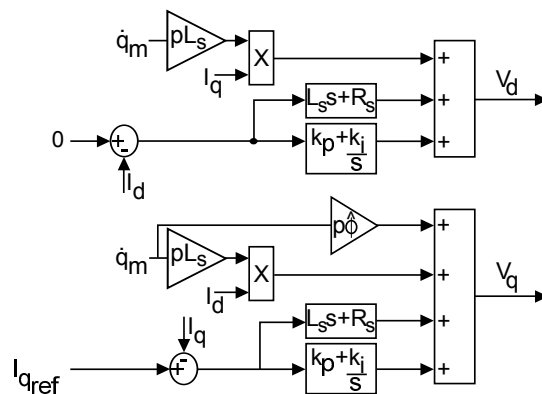 q̇m pLs X + Vd
Iq Lss+Rs +
0 + - kp+ki/s +
Id
pϕ̂ +
q̇m pLs X + Vq
Id Lss+Rs +
Iq
Iqref + - kp+ki/s +